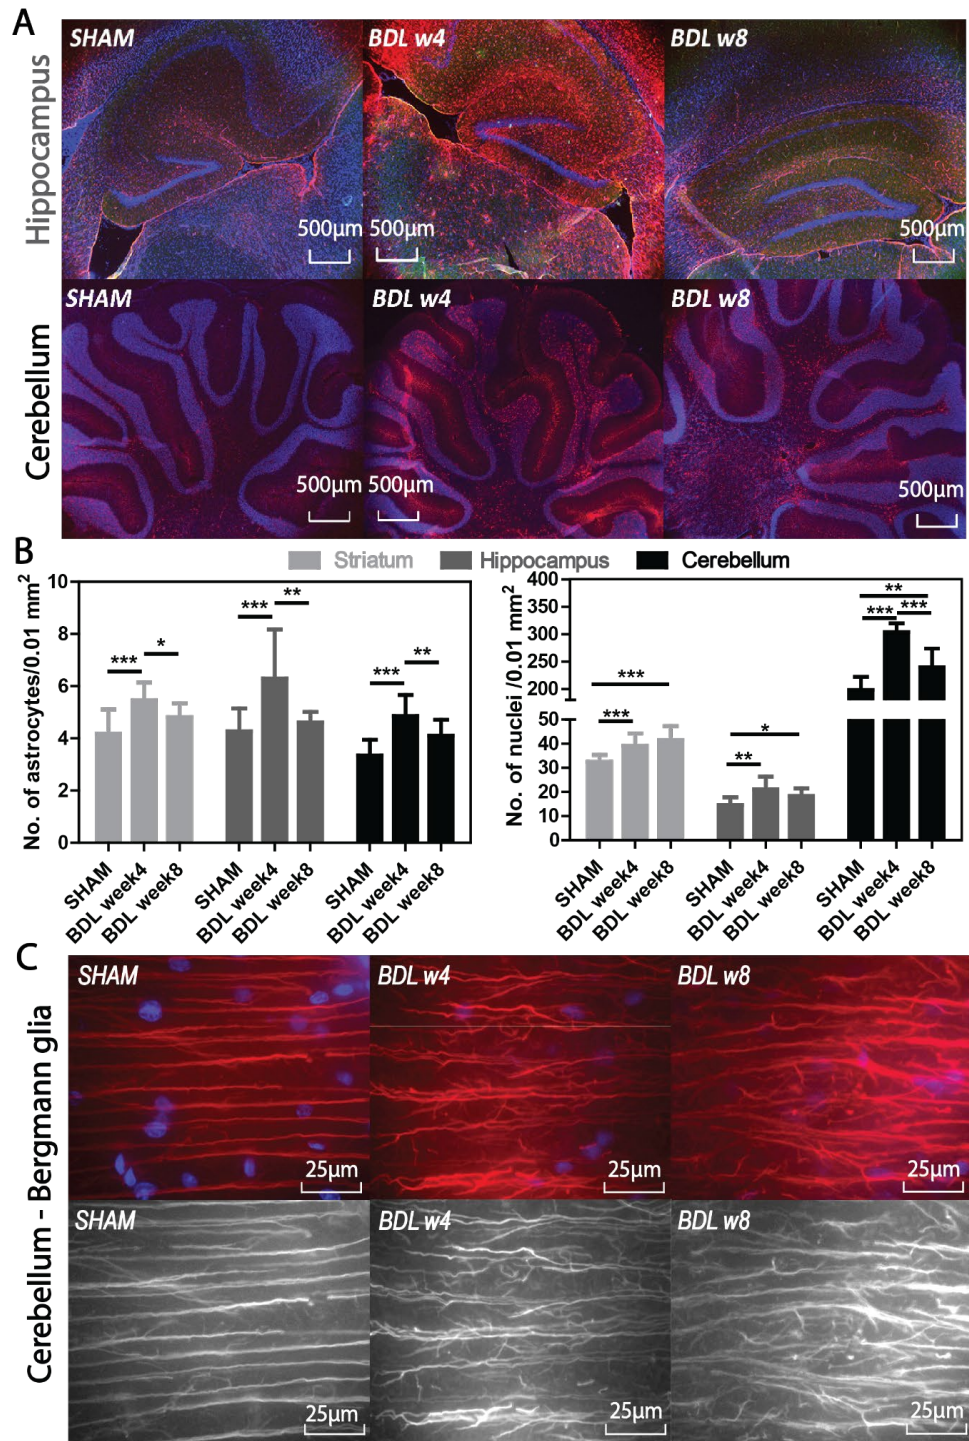 A
Hippocampus
SHAM
BDL w4
BDL w8
500µm
500µm
500µm
Cerebellum
SHAM
BDL w4
BDL w8
500µm
500µm
500µm
B
Striatum
Hippocampus
Cerebellum
No. of astrocytes/0.01 mm²
10
8
6
4
2
0
***
*
***
**
***
**
SHAM
BDL week4
BDL week8
SHAM
BDL week4
BDL week8
SHAM
BDL week4
BDL week8
No. of nuclei /0.01 mm²
400
350
300
250
200
50
40
30
20
10
0
***
***
*
**
**
***
***
SHAM
BDL week4
BDL week8
SHAM
BDL week4
BDL week8
SHAM
BDL week4
BDL week8
C
Cerebellum - Bergmann glia
SHAM
BDL w4
BDL w8
25µm
25µm
25µm
SHAM
BDL w4
BDL w8
25µm
25µm
25µm